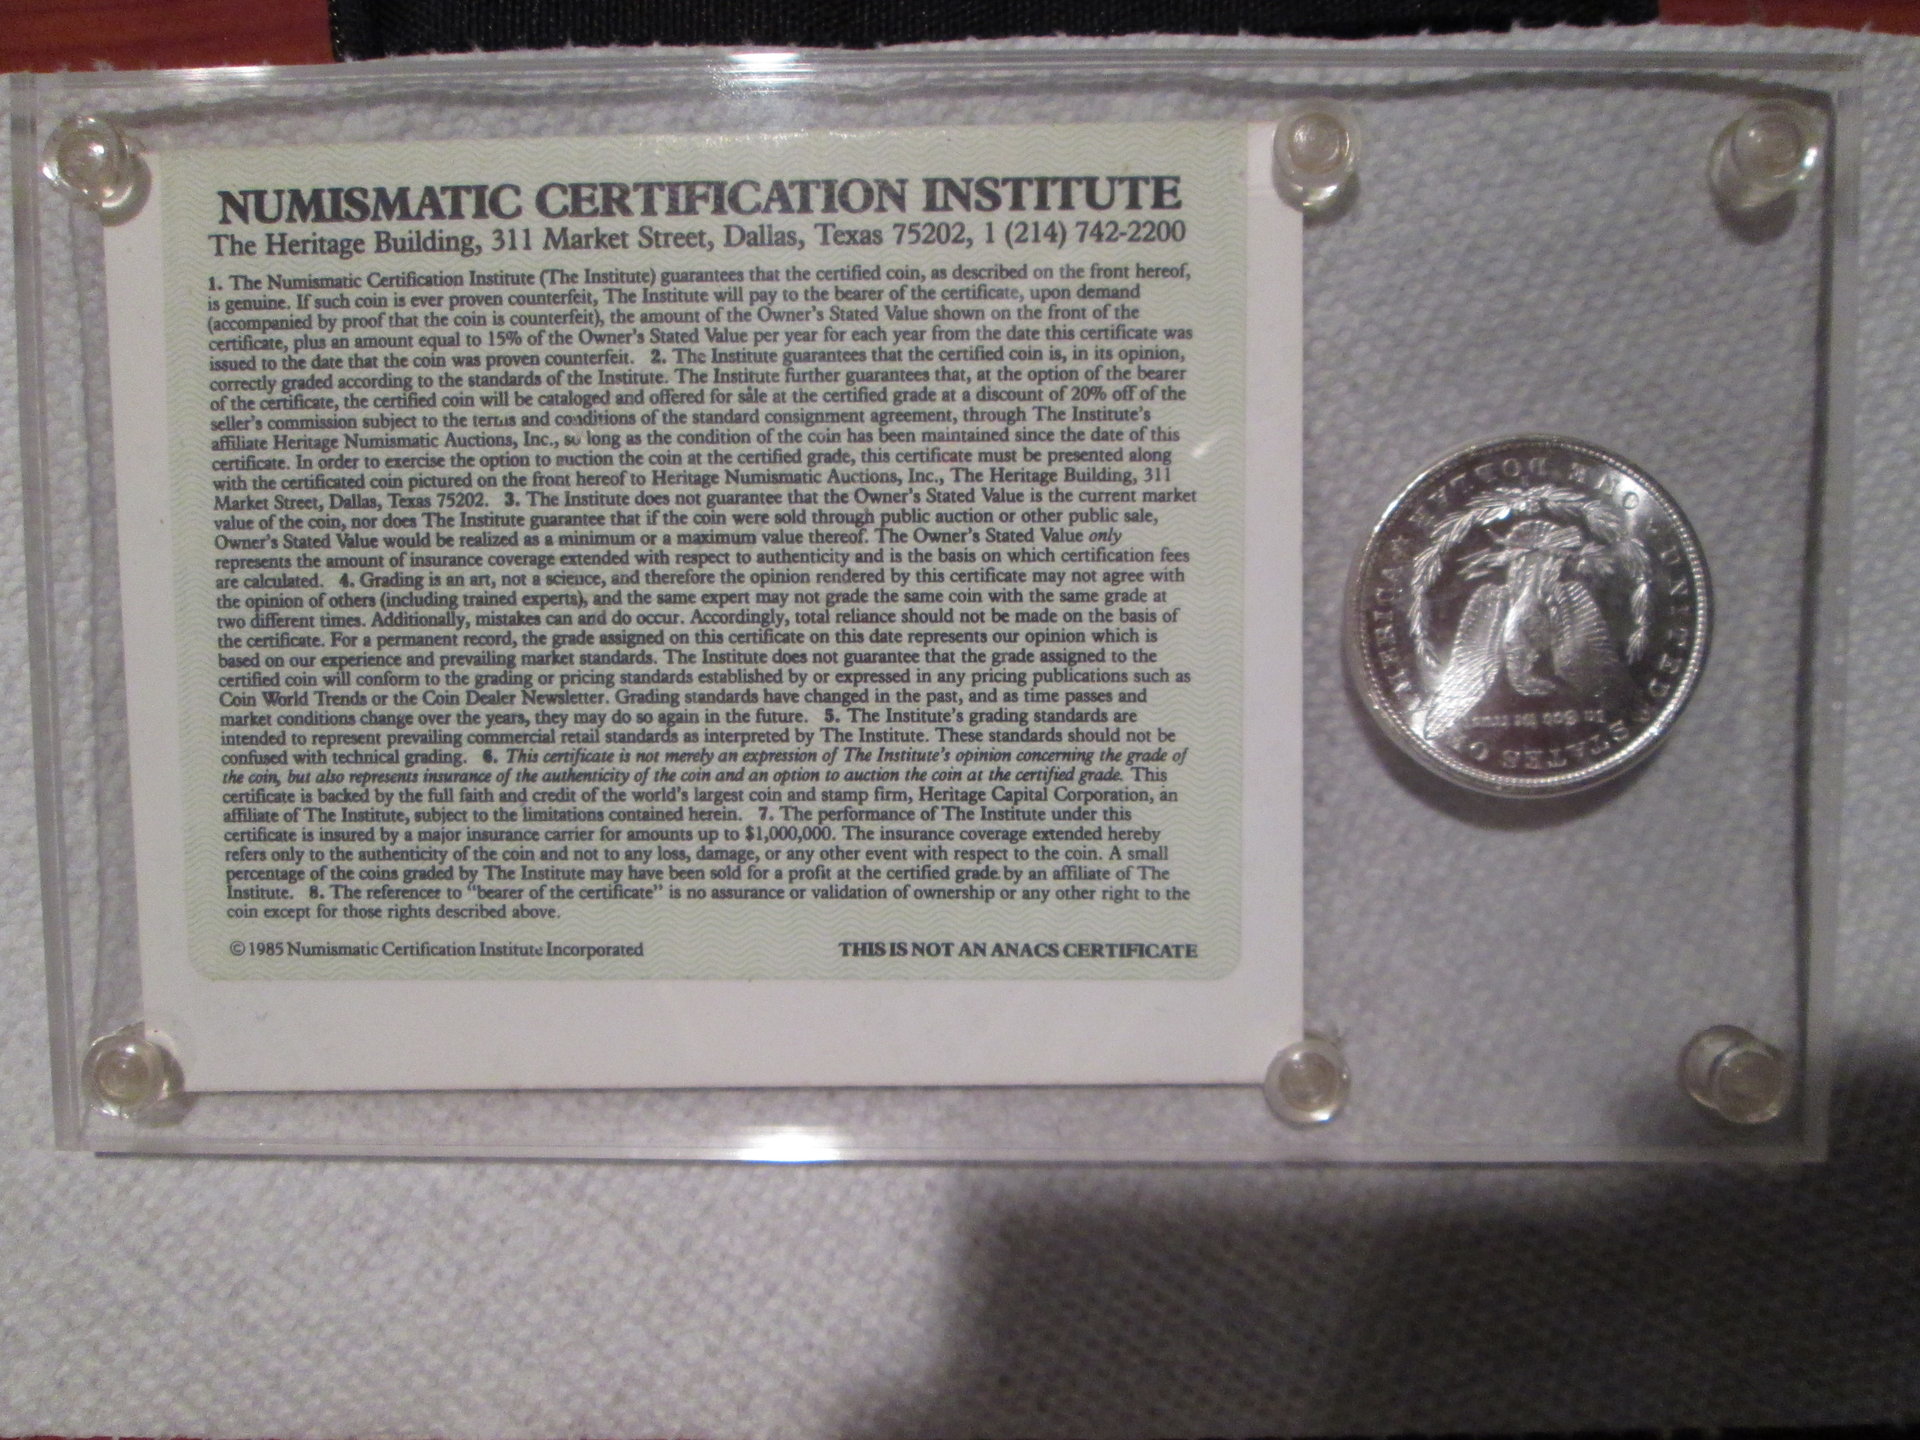 NUMISMATIC CERTIFICATION INSTITUTE
The Heritage Building, 311 Market Street, Dallas, Texas 75202, 1 (214) 742-2200
1. The Numismatic Certification Institute (The Institute) guarantees that the certified coin, as described on the front hereof,
is genuine. If such coin is ever proven counterfeit, The Institute will pay to the bearer of the certificate, upon demand
(accompanied by proof that the coin is counterfeit), the amount of the Owner's Stated Value shown on the front of the
certificate, plus an amount equal to 15% of the Owner's Stated Value per year for each year from the date this certificate was
issued to the date that the coin was proven counterfeit. 2. The Institute guarantees that the certified coin is, in its opinion,
correctly graded according to the standards of the Institute. The Institute further guarantees that, at the option of the bearer
of the certificate, the certified coin will be cataloged and offered for sale at the certified grade at a discount of 20% off of the
seller's commission subject to the terms and conditions of the standard consignment agreement, through The Institute's
affiliate Heritage Numismatic Auctions, Inc., so long as the condition of the coin has been maintained since the date of this
certificate. In order to exercise the option to auction the coin at the certified grade, this certificate must be presented along
with the certificated coin pictured on the front hereof to Heritage Numismatic Auctions, Inc., The Heritage Building, 311
Market Street, Dallas, Texas 75202. 3. The Institute does not guarantee that the Owner's Stated Value is the current market
value of the coin, nor does The Institute guarantee that if the coin were sold through public auction or other public sale,
Owner's Stated Value would be realized as a minimum or a maximum value thereof. The Owner's Stated Value only
represents the amount of insurance coverage extended with respect to authenticity and is the basis on which certification fees
are calculated. 4. Grading is an art, not a science, and therefore the opinion rendered by this certificate may not agree with
the opinion of others (including trained experts), and the same expert may not grade the same coin with the same grade at
two different times. Additionally, mistakes can and do occur. Accordingly, total reliance should not be made on the basis of
the certificate. For a permanent record, the grade assigned on this certificate on this date represents our opinion which is
based on our experience and prevailing market standards. The Institute does not guarantee that the grade assigned to the
certified coin will conform to the grading or pricing standards established by or expressed in any pricing publications such as
Coin World Trends or the Coin Dealer Newsletter. Grading standards have changed in the past, and as time passes and
market conditions change over the years, they may do so again in the future. 5. The Institute's grading standards are
intended to represent prevailing commercial retail standards as interpreted by The Institute. These standards should not be
confused with technical grading. 6. This certificate is not merely an expression of The Institute's opinion concerning the grade of
the coin, but also represents insurance of the authenticity of the coin and an option to auction the coin at the certified grade. This
certificate is backed by the full faith and credit of the world's largest coin and stamp firm, Heritage Capital Corporation, an
affiliate of The Institute, subject to the limitations contained herein. 7. The performance of The Institute under this
certificate is insured by a major insurance carrier for amounts up to $1,000,000. The insurance coverage extended hereby
refers only to the authenticity of the coin and not to any loss, damage, or any other event with respect to the coin. A small
percentage of the coins graded by The Institute may have been sold for a profit at the certified grade by an affiliate of The
Institute. 8. The references to "bearer of the certificate" is no assurance or validation of ownership or any other right to the
coin except for those rights described above.
© 1985 Numismatic Certification Institute Incorporated
THIS IS NOT AN ANACS CERTIFICATE
UNITED STATES
AMERICA
ONE DOLLAR
In God we trust